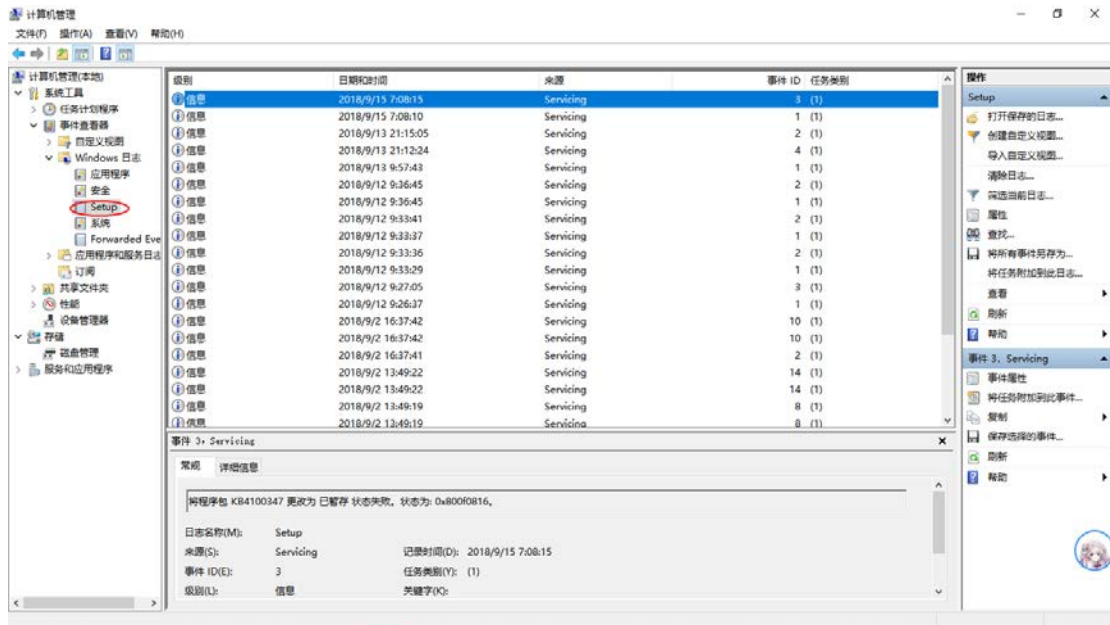 计算机管理
文件(F) 操作(A) 查看(V) 帮助(H)
计算机管理(本地)
系统工具
任务计划程序
事件查看器
自定义视图
Windows 日志
应用程序
安全
Setup
系统
Forwarded Eve
应用程序和服务日志
订阅
共享文件夹
性能
设备管理器
存储
磁盘管理
服务和应用程序
级别 日期和时间 来源 事件 ID 任务类别
信息 2018/9/15 7:08:15 Servicing 3 (1)
信息 2018/9/15 7:08:10 Servicing 1 (1)
信息 2018/9/13 21:15:05 Servicing 2 (1)
信息 2018/9/13 21:12:24 Servicing 4 (1)
信息 2018/9/13 9:57:43 Servicing 1 (1)
信息 2018/9/12 9:36:45 Servicing 2 (1)
信息 2018/9/12 9:36:45 Servicing 1 (1)
信息 2018/9/12 9:33:41 Servicing 2 (1)
信息 2018/9/12 9:33:37 Servicing 1 (1)
信息 2018/9/12 9:33:36 Servicing 2 (1)
信息 2018/9/12 9:33:29 Servicing 1 (1)
信息 2018/9/12 9:27:05 Servicing 3 (1)
信息 2018/9/12 9:26:37 Servicing 1 (1)
信息 2018/9/2 16:37:42 Servicing 10 (1)
信息 2018/9/2 16:37:42 Servicing 10 (1)
信息 2018/9/2 16:37:41 Servicing 2 (1)
信息 2018/9/2 13:49:22 Servicing 14 (1)
信息 2018/9/2 13:49:22 Servicing 14 (1)
信息 2018/9/2 13:49:19 Servicing 8 (1)
信息 2018/9/2 13:49:19 Servicing 8 (1)
事件 3, Servicing
常规 详细信息
将程序包 KB4100347 更改为 已暂存 状态失败。状态为: 0x800f0816。
日志名称(M): Setup
来源(S): Servicing 记录时间(D): 2018/9/15 7:08:15
事件 ID(E): 3 任务类别(Y): (1)
级别(L): 信息 关键字(K):
操作
Setup
打开保存的日志...
创建自定义视图...
导入自定义视图...
清除日志...
筛选当前日志...
属性
查找...
将所有事件另存为...
将任务附加到此日志...
查看
刷新
帮助
事件 3, Servicing
事件属性
将任务附加到此事件...
复制
保存选择的事件...
刷新
帮助